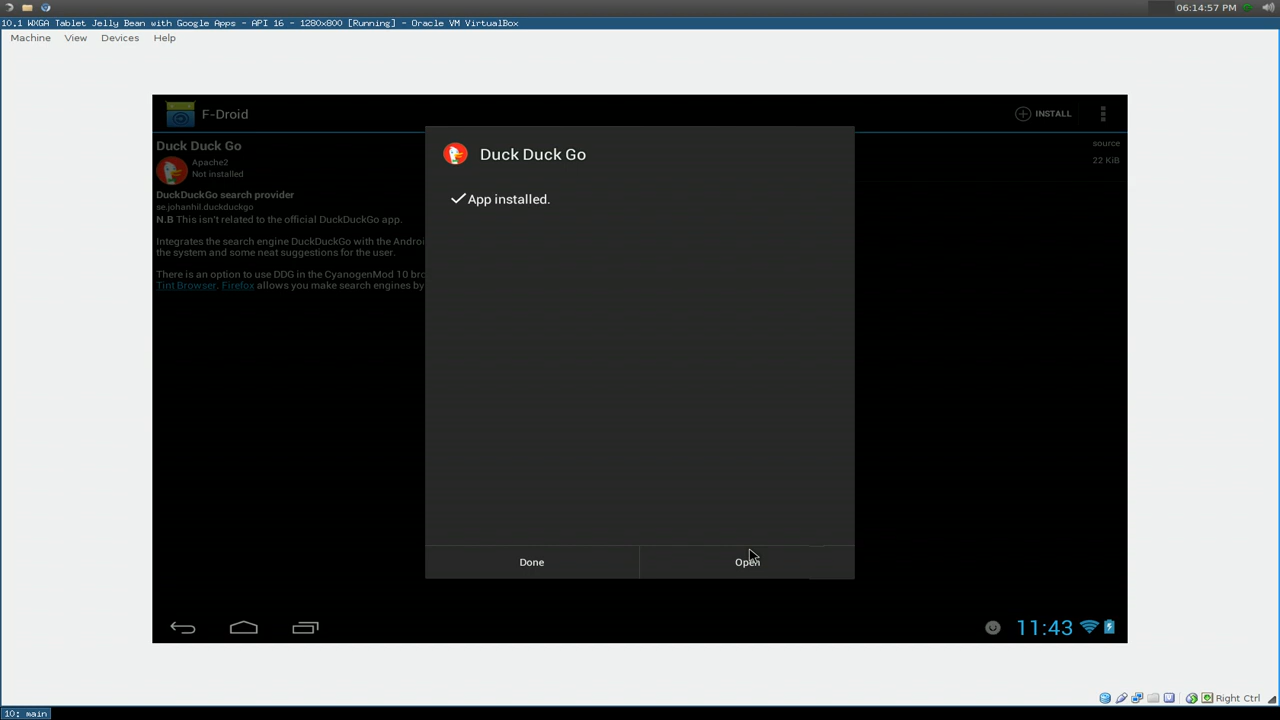 06:14:57 PM
10.1 WXGA Tablet Jelly Bean with Google Apps - API 16 - 1280x800 [Running] - Oracle VM VirtualBox
Machine View Devices Help
F-Droid
INSTALL
Duck Duck Go
Apache2
Not installed
source
22 KiB
DuckDuckGo search provider
se.johanhil.duckduckgo
N.B This isn't related to the official DuckDuckGo app.
Integrates the search engine DuckDuckGo with the Androi
the system and some neat suggestions for the user.
There is an option to use DDG in the CyanogenMod 10 bro
Tint Browser. Firefox allows you make search engines by
Duck Duck Go
App installed.
Done
Open
11:43
Right Ctrl
10: main